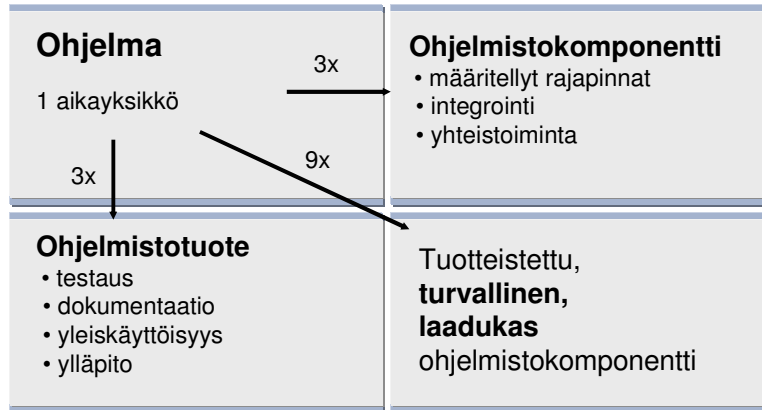 Ohjelma
1 aikayksikkö
3x
Ohjelmistokomponentti
• määritellyt rajapinnat
• integrointi
• yhteistoiminta
3x
9x
Ohjelmistotuote
• testaus
• dokumentaatio
• yleiskäyttöisyys
• ylläpito
Tuotteistettu,
turvallinen,
laadukas
ohjelmistokomponentti